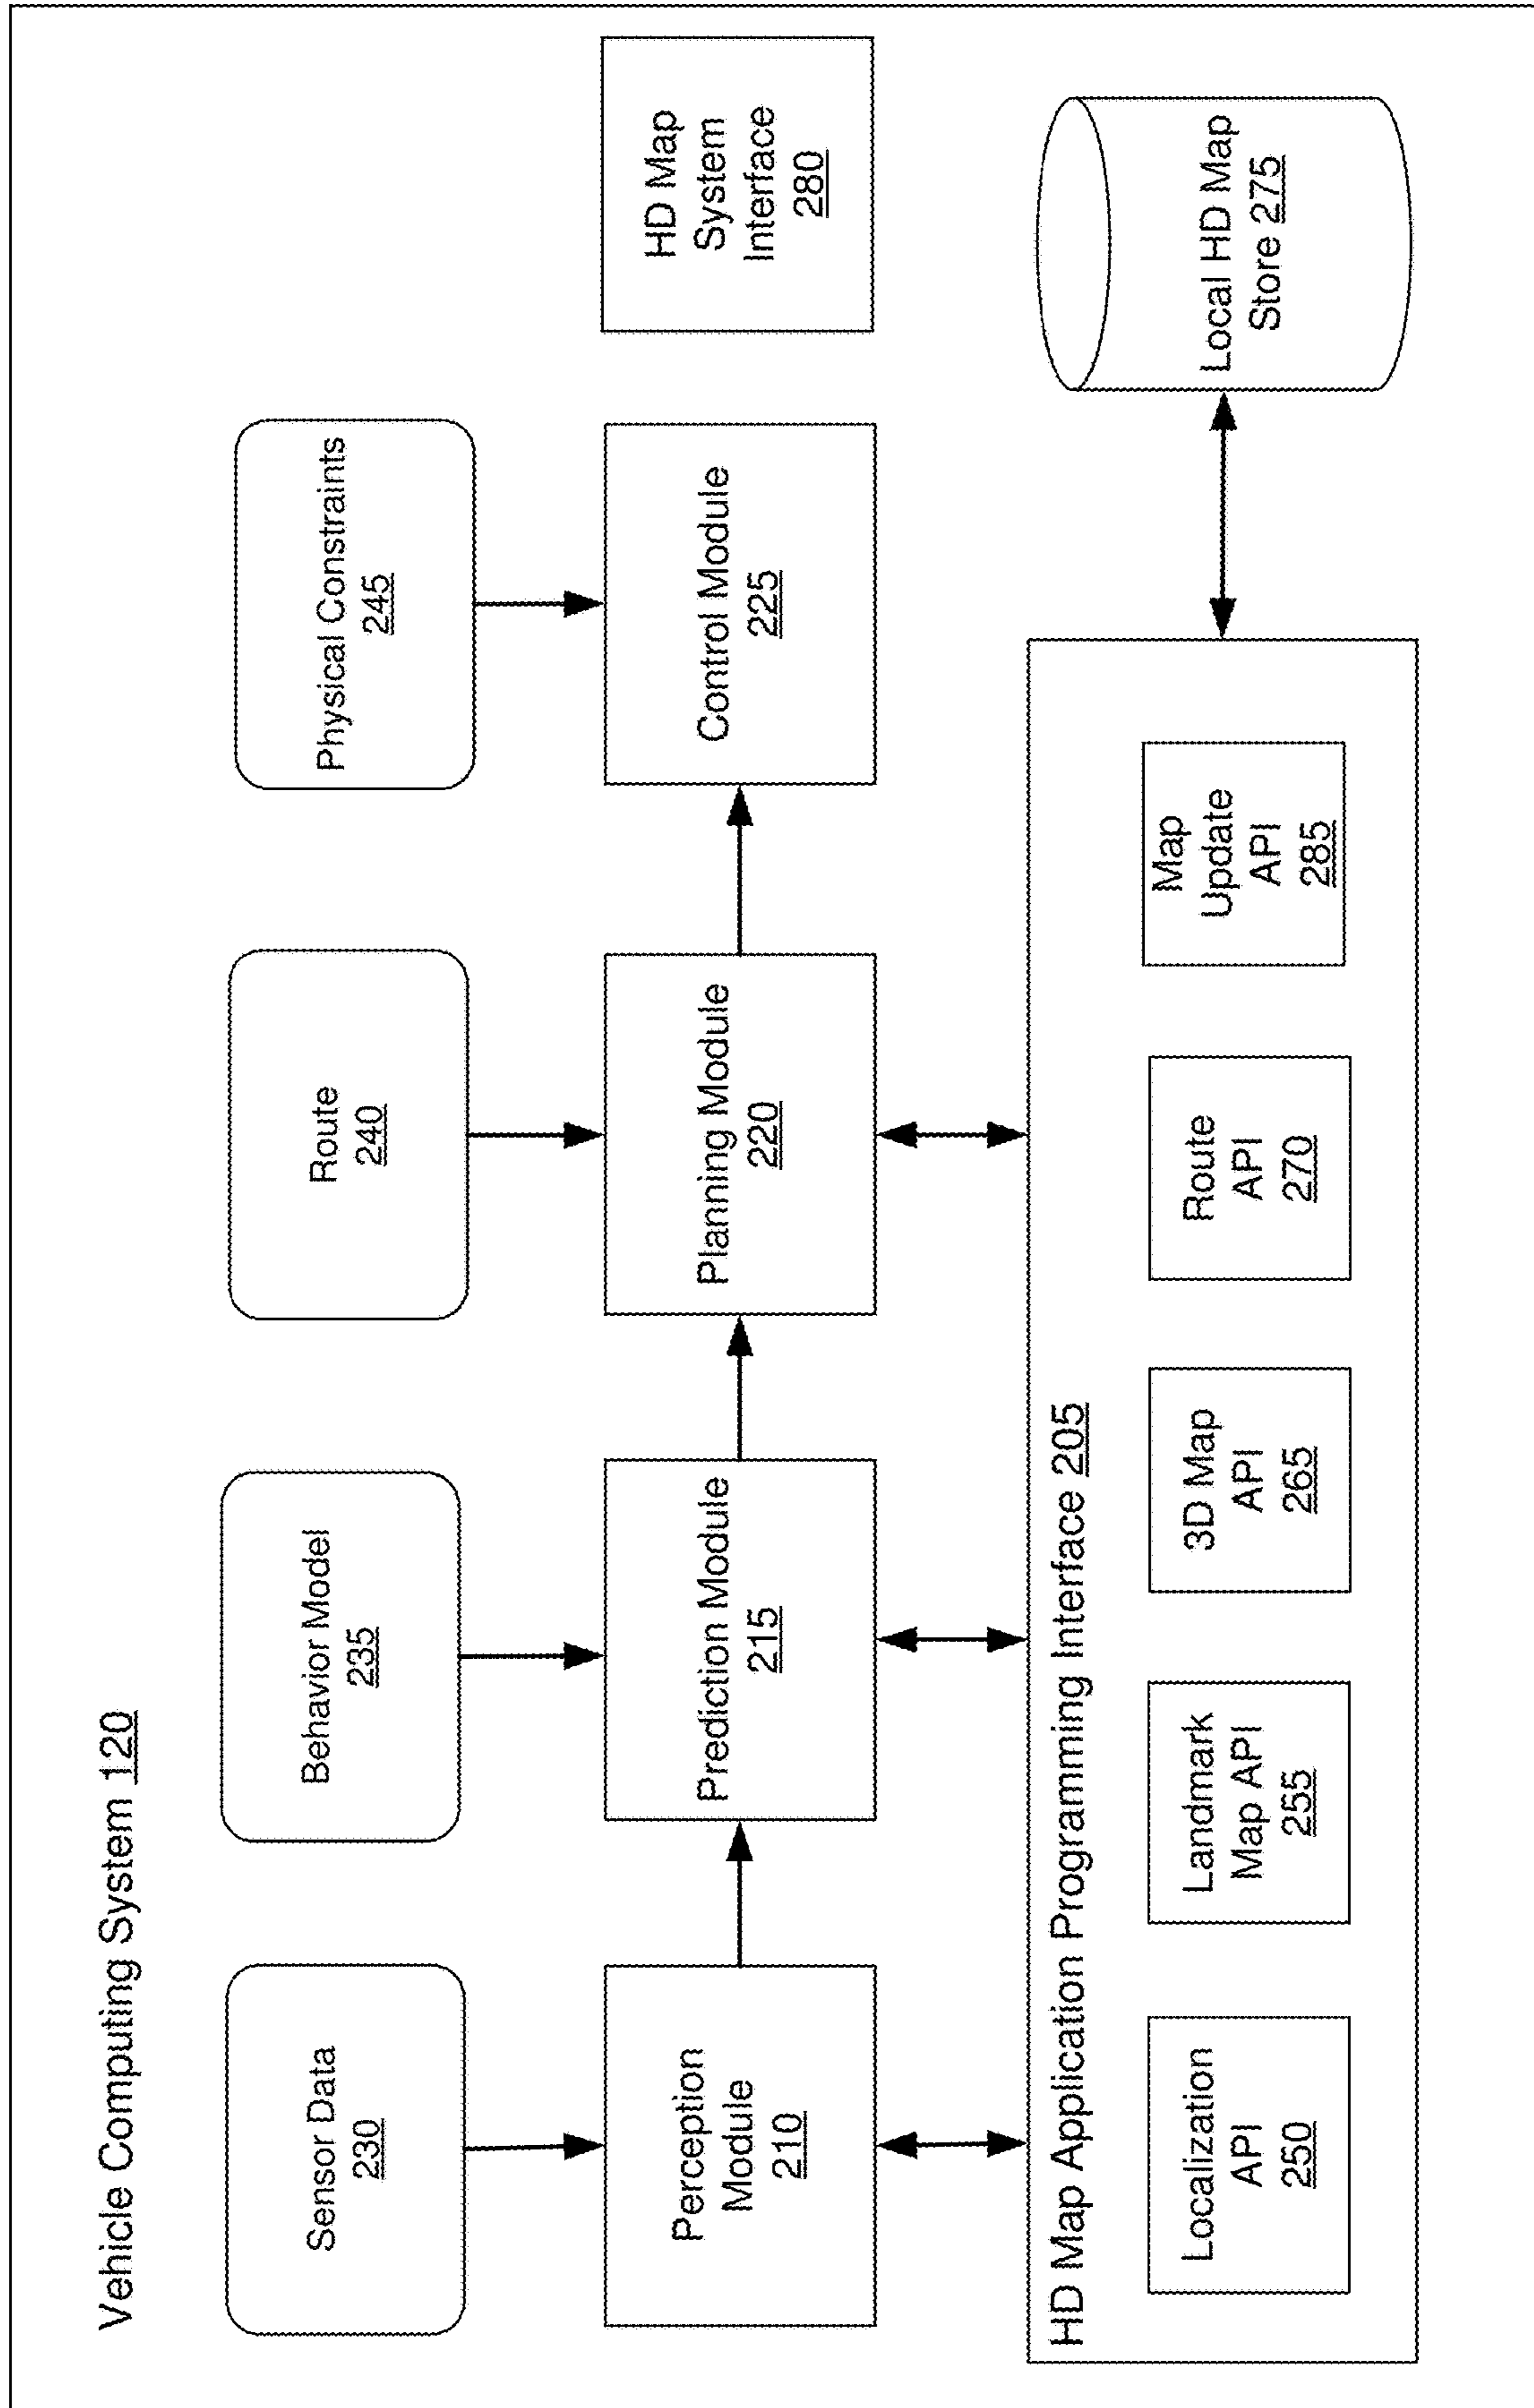 Vehicle Computing System 120
Sensor Data
230
Behavior Model
235
Route
240
Physical Constraints
245
Perception
Module
210
Prediction Module
215
Planning Module
220
Control Module
225
HD Map
System
Interface
280
HD Map Application Programming Interface 205
Localization
API
250
Landmark
Map API
255
3D Map
API
265
Route
API
270
Map
Update
API
285
Local HD Map
Store 275